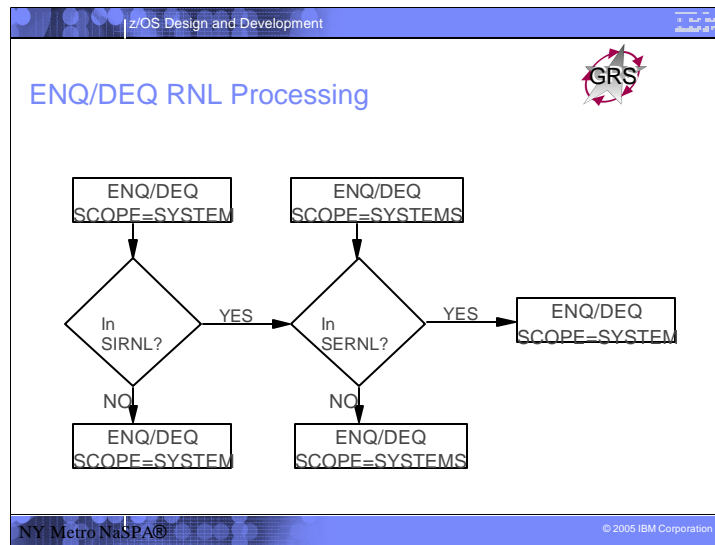 z/OS Design and Development
IBM
ENQ/DEQ RNL Processing
GRS
ENQ/DEQ
SCOPE=SYSTEM
ENQ/DEQ
SCOPE=SYSTEMS
In
SIRNL?
YES
In
SERNL?
YES
ENQ/DEQ
SCOPE=SYSTEM
NO
NO
ENQ/DEQ
SCOPE=SYSTEM
ENQ/DEQ
SCOPE=SYSTEMS
NY Metro NaSPA®
© 2005 IBM Corporation